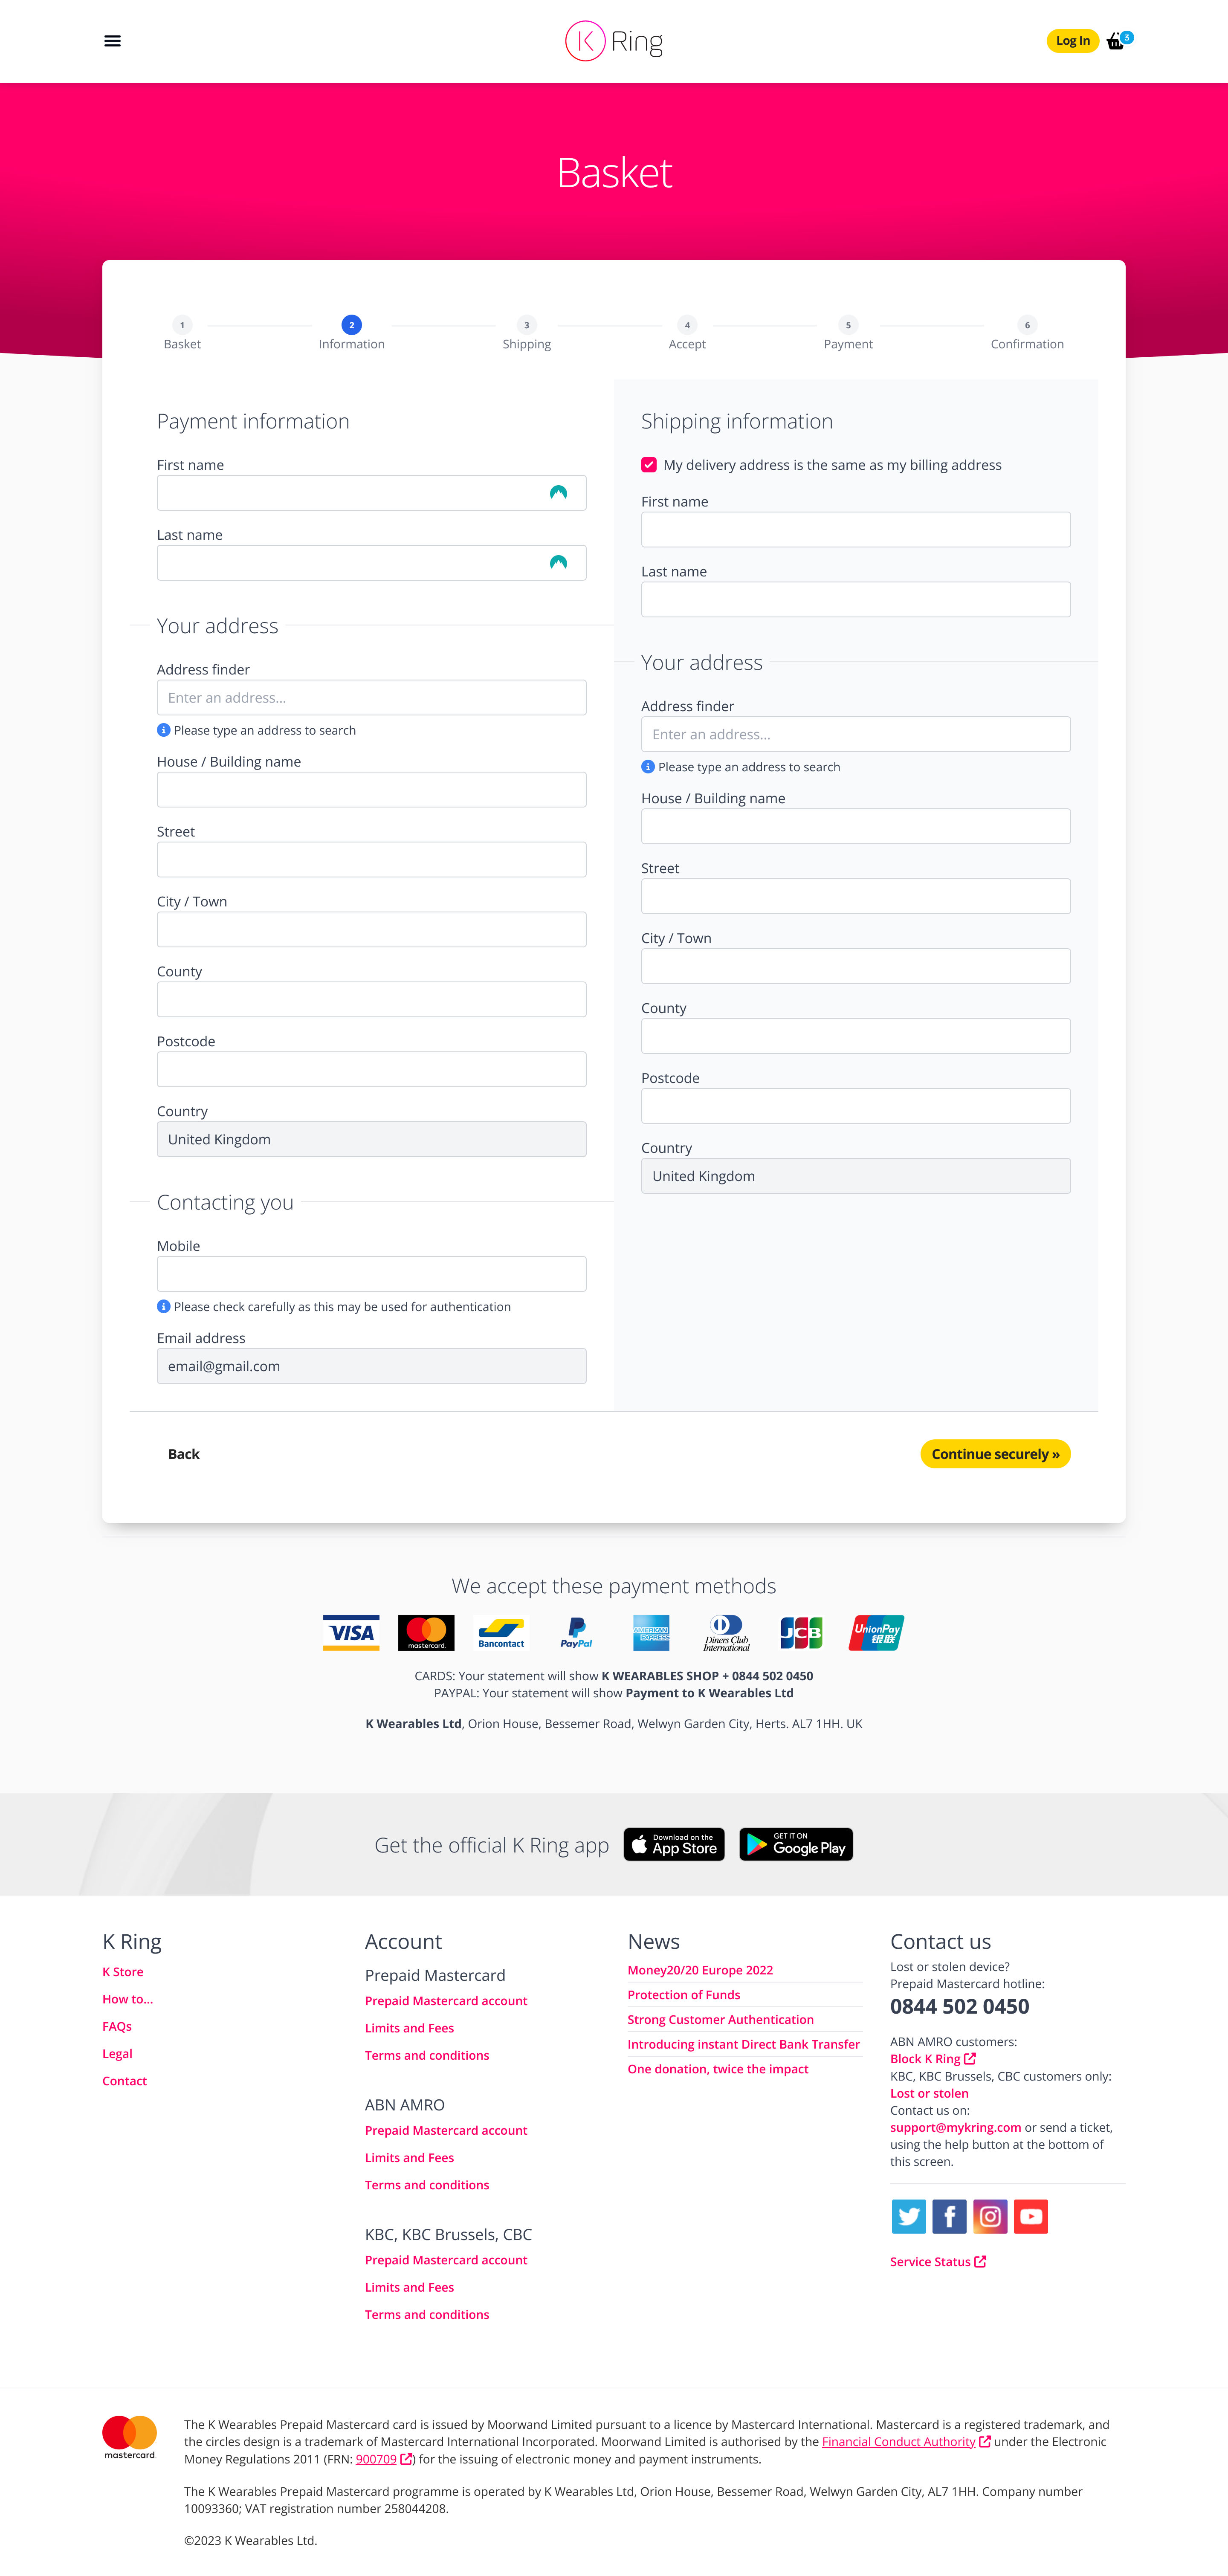 K Ring
Log In
3
Basket
1
Basket
2
Information
3
Shipping
4
Accept
5
Payment
6
Confirmation
Payment information
First name
Last name
Your address
Address finder
Enter an address...
Please type an address to search
House / Building name
Street
City / Town
County
Postcode
Country
United Kingdom
Contacting you
Mobile
Please check carefully as this may be used for authentication
Email address
email@gmail.com
Shipping information
My delivery address is the same as my billing address
First name
Last name
Your address
Address finder
Enter an address...
Please type an address to search
House / Building name
Street
City / Town
County
Postcode
Country
United Kingdom
Back
Continue securely »
We accept these payment methods
VISA
mastercard.
Bancontact
PayPal
AMERICAN EXPRESS
Diners Club International
JCB
UnionPay 银联
CARDS: Your statement will show K WEARABLES SHOP + 0844 502 0450
PAYPAL: Your statement will show Payment to K Wearables Ltd
K Wearables Ltd, Orion House, Bessemer Road, Welwyn Garden City, Herts. AL7 1HH. UK
Get the official K Ring app
Download on the
App Store
GET IT ON
Google Play
K Ring
K Store
How to...
FAQs
Legal
Contact
Account
Prepaid Mastercard
Prepaid Mastercard account
Limits and Fees
Terms and conditions
ABN AMRO
Prepaid Mastercard account
Limits and Fees
Terms and conditions
KBC, KBC Brussels, CBC
Prepaid Mastercard account
Limits and Fees
Terms and conditions
News
Money20/20 Europe 2022
Protection of Funds
Strong Customer Authentication
Introducing instant Direct Bank Transfer
One donation, twice the impact
Contact us
Lost or stolen device?
Prepaid Mastercard hotline:
0844 502 0450
ABN AMRO customers:
Block K Ring
KBC, KBC Brussels, CBC customers only:
Lost or stolen
Contact us on:
support@mykring.com or send a ticket,
using the help button at the bottom of
this screen.
Service Status
mastercard.
The K Wearables Prepaid Mastercard card is issued by Moorwand Limited pursuant to a licence by Mastercard International. Mastercard is a registered trademark, and
the circles design is a trademark of Mastercard International Incorporated. Moorwand Limited is authorised by the Financial Conduct Authority under the Electronic
Money Regulations 2011 (FRN: 900709) for the issuing of electronic money and payment instruments.
The K Wearables Prepaid Mastercard programme is operated by K Wearables Ltd, Orion House, Bessemer Road, Welwyn Garden City, AL7 1HH. Company number
10093360; VAT registration number 258044208.
©2023 K Wearables Ltd.